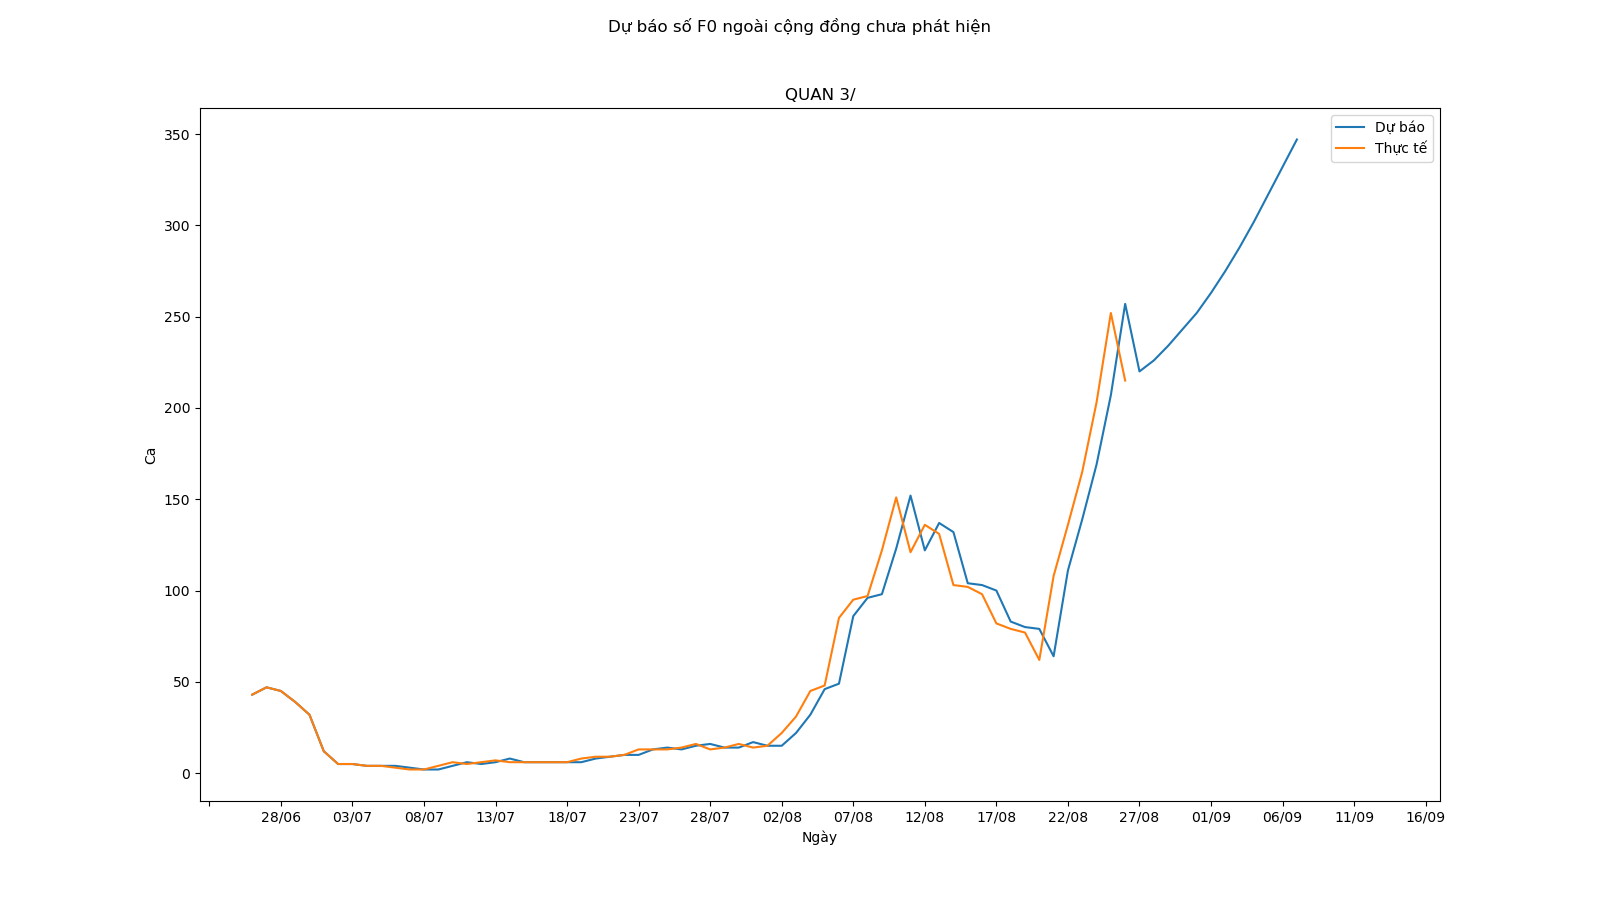 Dự báo số F0 ngoài cộng đồng chưa phát hiện
QUAN 3/
Dự báo
Thực tế
350
300
250
200
150
100
50
0
Ca
28/06 03/07 08/07 13/07 18/07 23/07 28/07 02/08 07/08 12/08 17/08 22/08 27/08 01/09 06/09 11/09 16/09
Ngày